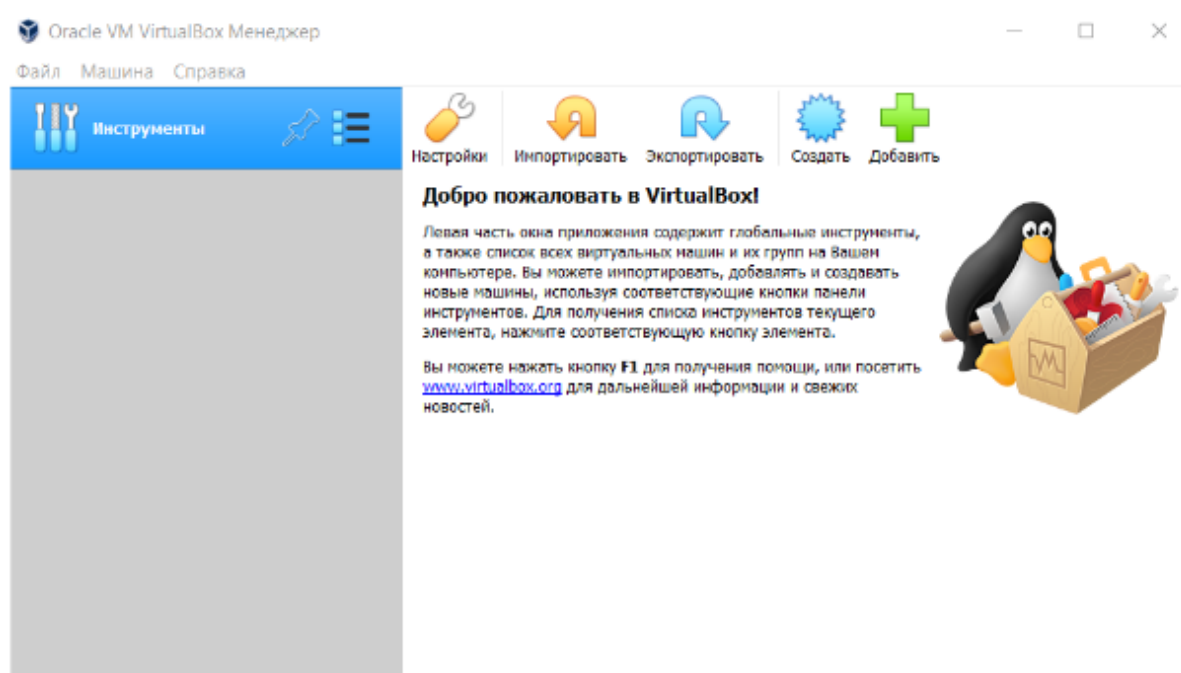 Oracle VM VirtualBox Менеджер
Файл Машина Справка
Инструменты
Настройки Импортировать Экспортировать Создать Добавить
Добро пожаловать в VirtualBox!
Левая часть окна приложения содержит глобальные инструменты,
а также список всех виртуальных машин и их групп на Вашем
компьютере. Вы можете импортировать, добавлять и создавать
новые машины, используя соответствующие кнопки панели
инструментов. Для получения списка инструментов текущего
элемента, нажмите соответствующую кнопку элемента.
Вы можете нажать кнопку F1 для получения помощи, или посетить
www.virtualbox.org для дальнейшей информации и свежих
новостей.